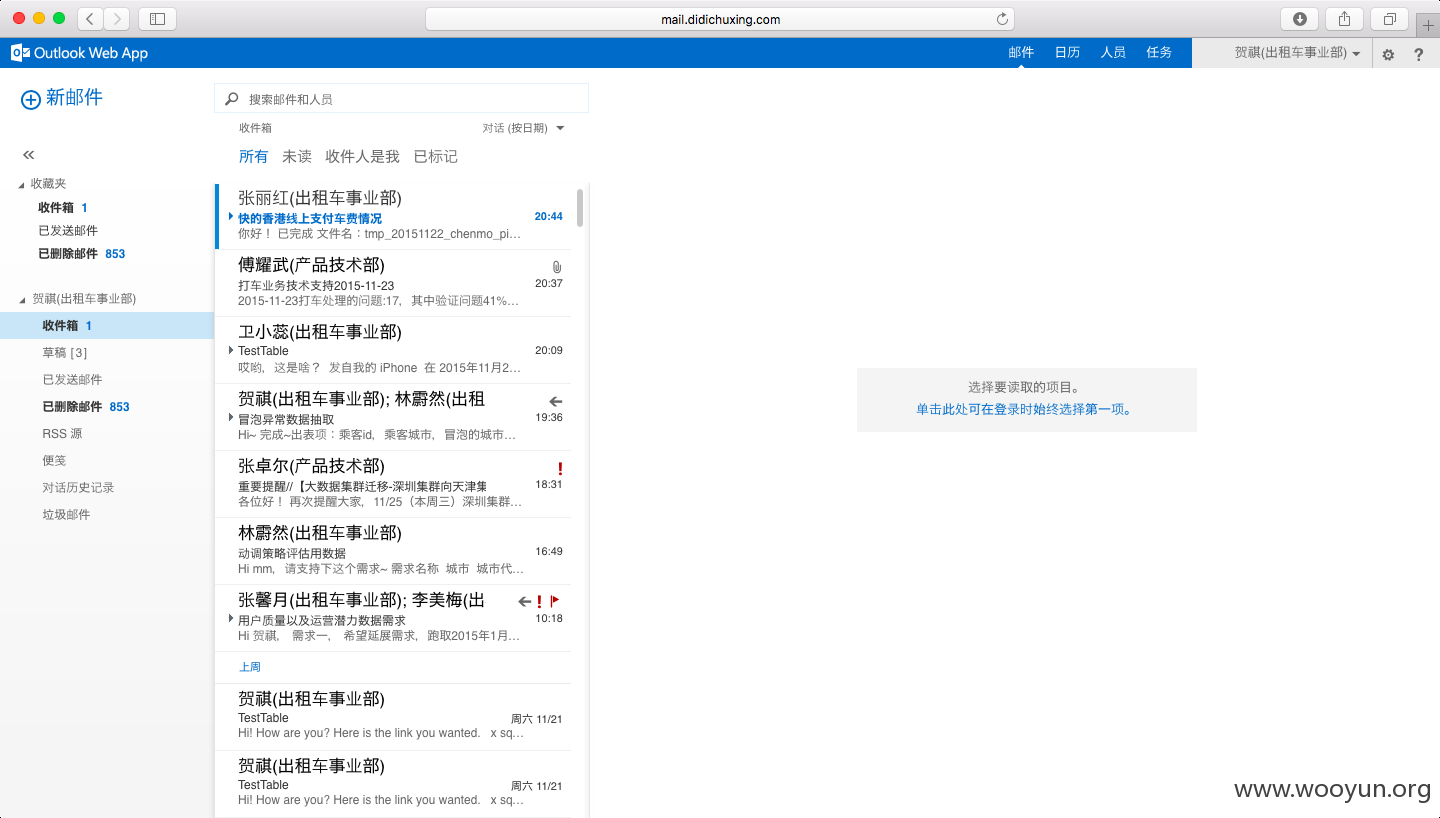 mail.didichuxing.com
Outlook Web App
邮件 日历 人员 任务
贺祺(出租车事业部)
?
新邮件
搜索邮件和人员
收件箱 对话 (按日期)
所有 未读 收件人是我 已标记
收藏夹
收件箱 1
已发送邮件
已删除邮件 853
贺祺(出租车事业部)
收件箱 1
草稿 [3]
已发送邮件
已删除邮件 853
RSS 源
便笺
对话历史记录
垃圾邮件
张丽红(出租车事业部)
快的香港线上支付车费情况 20:44
你好！ 已完成 文件名：tmp_20151122_chenmo_pi…
傅耀武(产品技术部)
打车业务技术支持2015-11-23 20:37
2015-11-23打车处理的问题:17, 其中验证问题41%…
卫小蕊(出租车事业部)
TestTable 20:09
哎哟, 这是啥？ 发自我的 iPhone 在 2015年11月2…
贺祺(出租车事业部); 林霨然(出租
冒泡异常数据抽取 19:36
Hi~ 完成~出表项：乘客id, 乘客城市, 冒泡的城市…
张卓尔(产品技术部)
重要提醒//【大数据集群迁移-深圳集群向天津集 18:31
各位好！ 再次提醒大家, 11/25（本周三）深圳集群…
林霨然(出租车事业部)
动调策略评估用数据 16:49
Hi mm, 请支持下这个需求~ 需求名称 城市 城市代…
张馨月(出租车事业部); 李美梅(出
用户质量以及运营潜力数据需求 10:18
Hi 贺祺, 需求一, 希望延展需求, 跑取2015年1月…
上周
贺祺(出租车事业部)
TestTable 周六 11/21
Hi! How are you? Here is the link you wanted. x sq…
贺祺(出租车事业部)
TestTable 周六 11/21
Hi! How are you? Here is the link you wanted. x sq…
选择要读取的项目。
单击此处可在登录时始终选择第一项。
www.wooyun.org